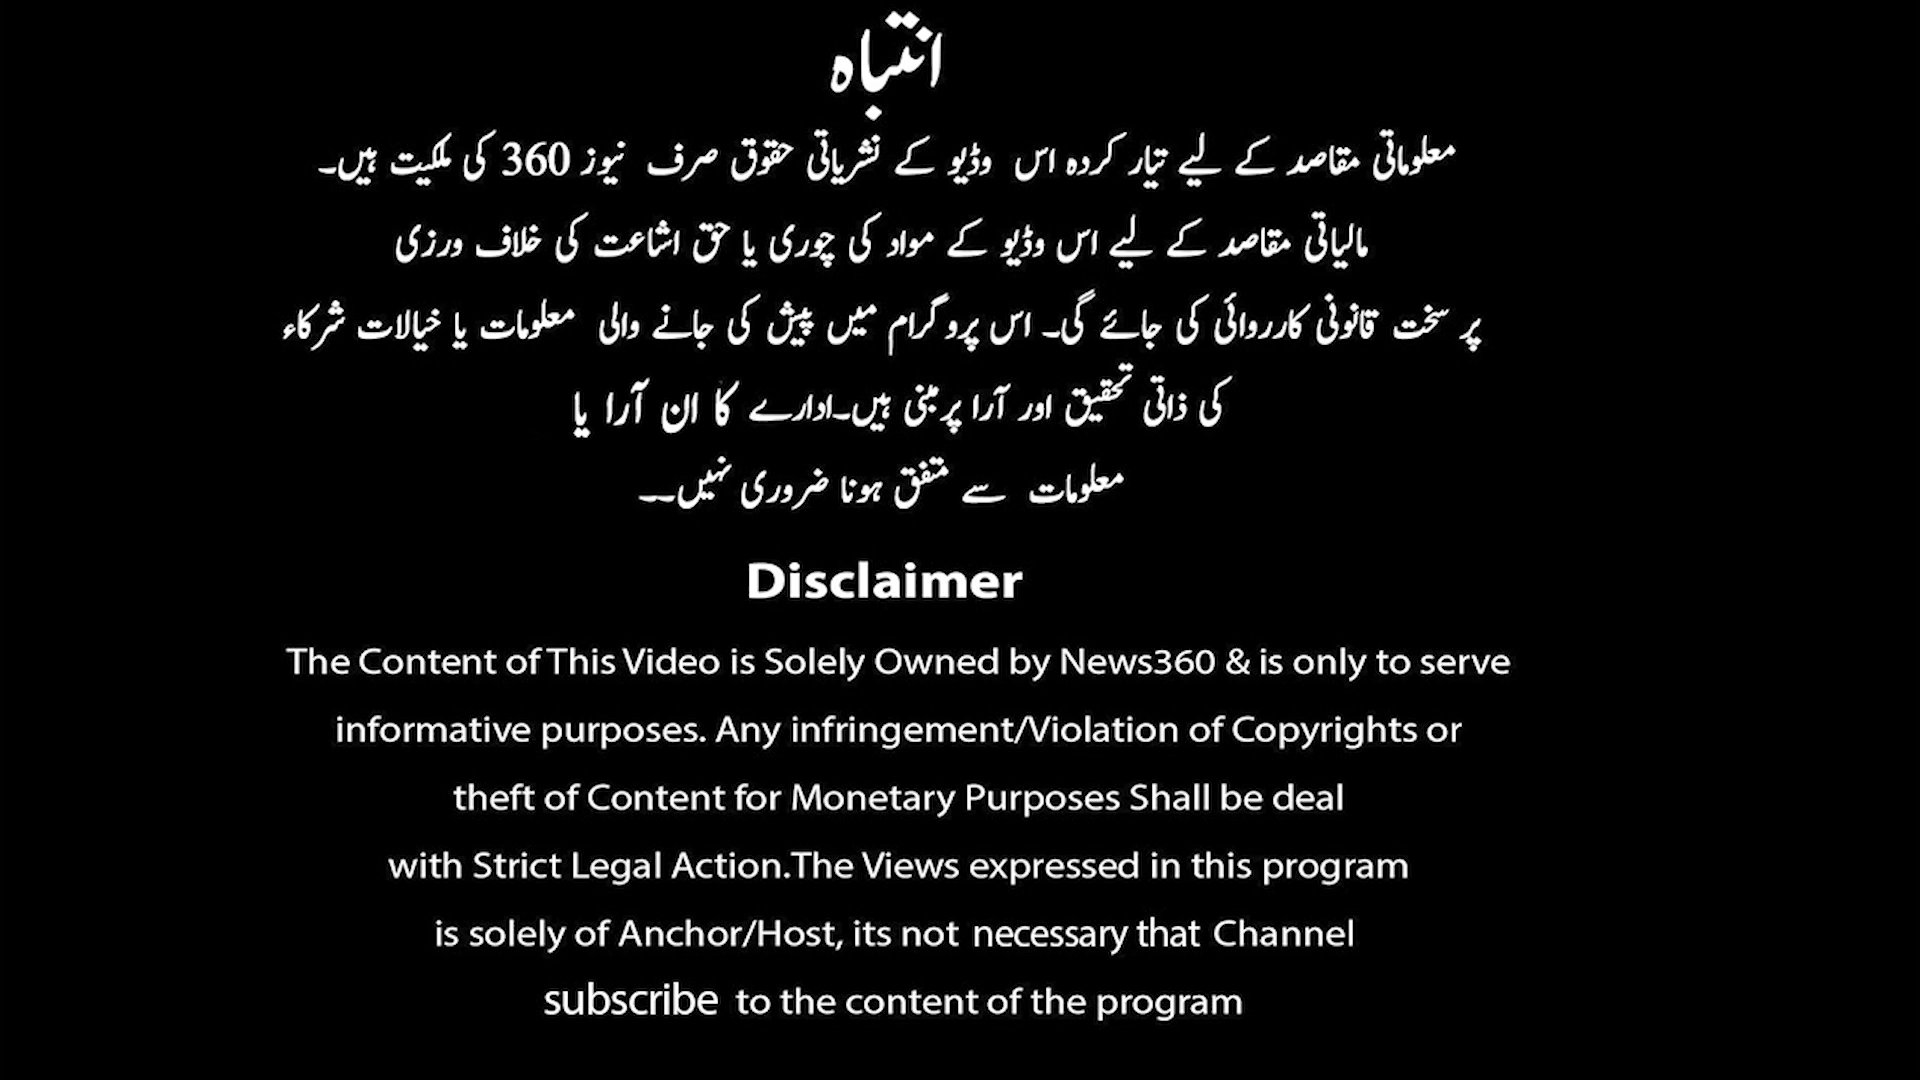 انتباہ
معلوماتی مقاصد کے لیے تیار کردہ اس وڈیو کے نشریاتی حقوق صرف نیوز 360 کی ملکیت ہیں۔
مالیاتی مقاصد کے لیے اس وڈیو کے مواد کی چوری یا حق اشاعت کی خلاف ورزی
پر سخت قانونی کارروائی کی جائے گی۔ اس پروگرام میں پیش کی جانے والی معلومات یا خیالات شرکاء
کی ذاتی تحقیق اور آرا پر مبنی ہیں۔ادارے کا ان آرا یا
معلومات سے متفق ہونا ضروری نہیں۔۔
Disclaimer
The Content of This Video is Solely Owned by News360 & is only to serve
informative purposes. Any infringement/Violation of Copyrights or
theft of Content for Monetary Purposes Shall be deal
with Strict Legal Action.The Views expressed in this program
is solely of Anchor/Host, its not necessary that Channel
subscribe to the content of the program